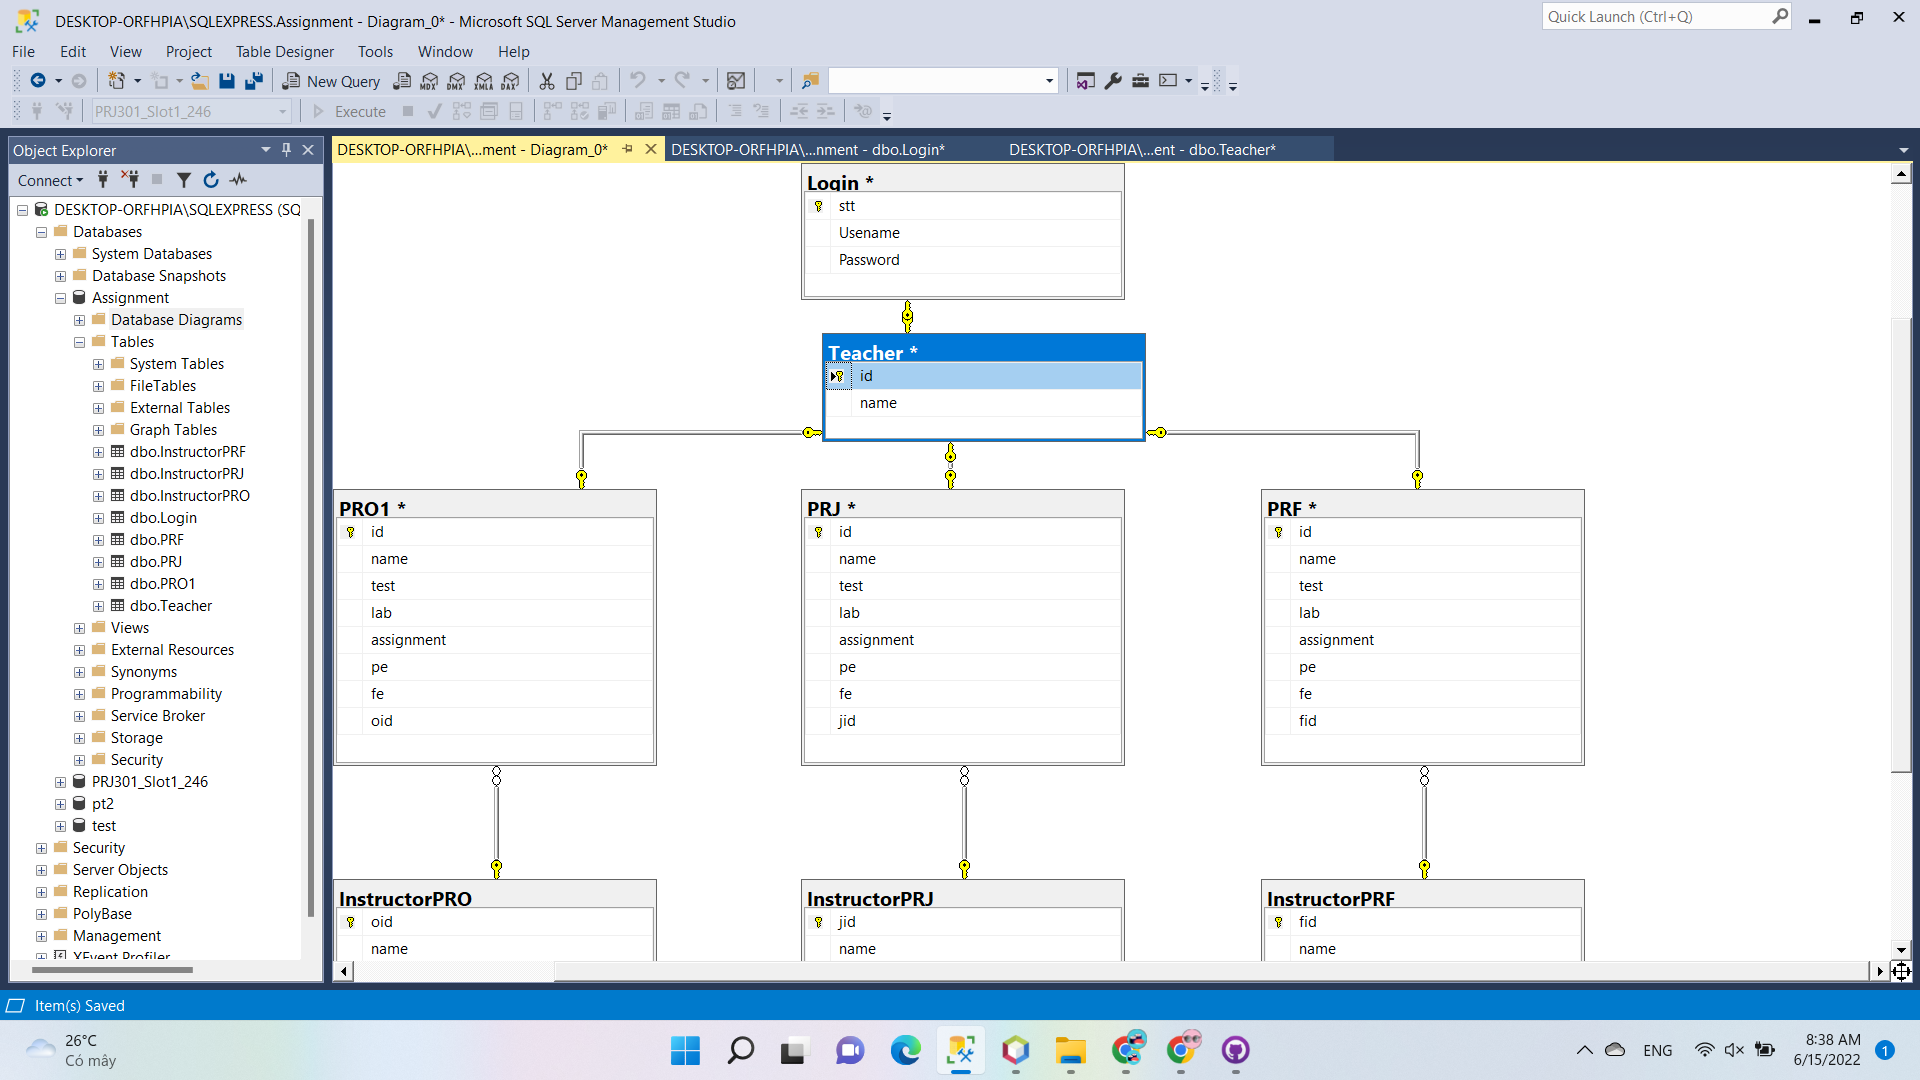 DESKTOP-ORFHPIA\SQLEXPRESS.Assignment - Diagram_0* - Microsoft SQL Server Management Studio
Quick Launch (Ctrl+Q)
File Edit View Project Table Designer Tools Window Help
New Query MDX DMX XMLA DAX
PRJ301_Slot1_246 Execute
Object Explorer
DESKTOP-ORFHPIA\...ment - Diagram_0*
DESKTOP-ORFHPIA\...nment - dbo.Login*
DESKTOP-ORFHPIA\...ent - dbo.Teacher*
Connect
DESKTOP-ORFHPIA\SQLEXPRESS (SQ
Databases
System Databases
Database Snapshots
Assignment
Database Diagrams
Tables
System Tables
FileTables
External Tables
Graph Tables
dbo.InstructorPRF
dbo.InstructorPRJ
dbo.InstructorPRO
dbo.Login
dbo.PRF
dbo.PRJ
dbo.PRO1
dbo.Teacher
Views
External Resources
Synonyms
Programmability
Service Broker
Storage
Security
PRJ301_Slot1_246
pt2
test
Security
Server Objects
Replication
PolyBase
Management
XEvent Profiler
Login *
stt
Usename
Password
Teacher *
id
name
PRO1 *
id
name
test
lab
assignment
pe
fe
oid
PRJ *
id
name
test
lab
assignment
pe
fe
jid
PRF *
id
name
test
lab
assignment
pe
fe
fid
InstructorPRO
oid
name
InstructorPRJ
jid
name
InstructorPRF
fid
name
Item(s) Saved
26°C
Có mây
ENG
8:38 AM
6/15/2022
1